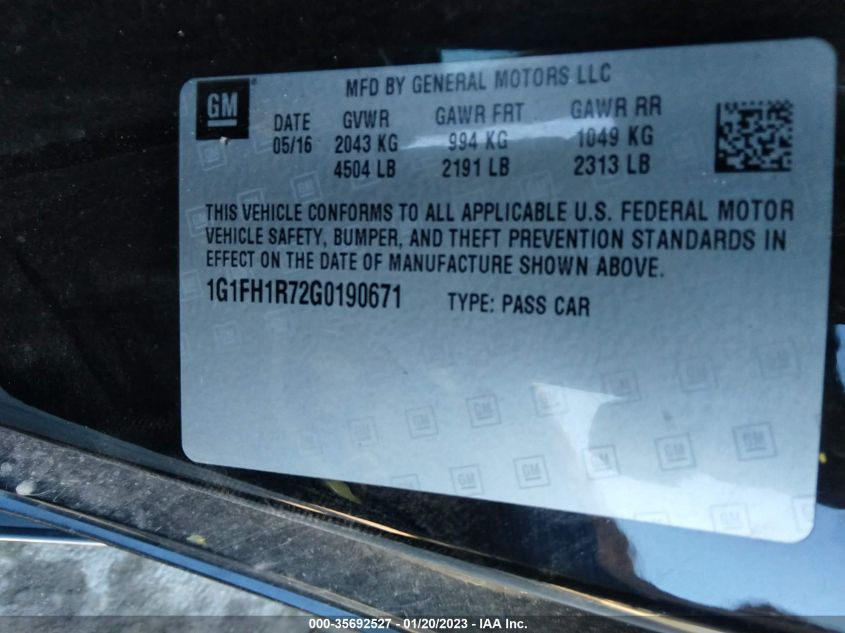 GM
MFD BY GENERAL MOTORS LLC
DATE GVWR GAWR FRT GAWR RR
05/16 2043 KG 994 KG 1049 KG
4504 LB 2191 LB 2313 LB
THIS VEHICLE CONFORMS TO ALL APPLICABLE U.S. FEDERAL MOTOR
VEHICLE SAFETY, BUMPER, AND THEFT PREVENTION STANDARDS IN
EFFECT ON THE DATE OF MANUFACTURE SHOWN ABOVE.
1G1FH1R72G0190671 TYPE: PASS CAR
000-35692527 - 01/20/2023 - IAA Inc.